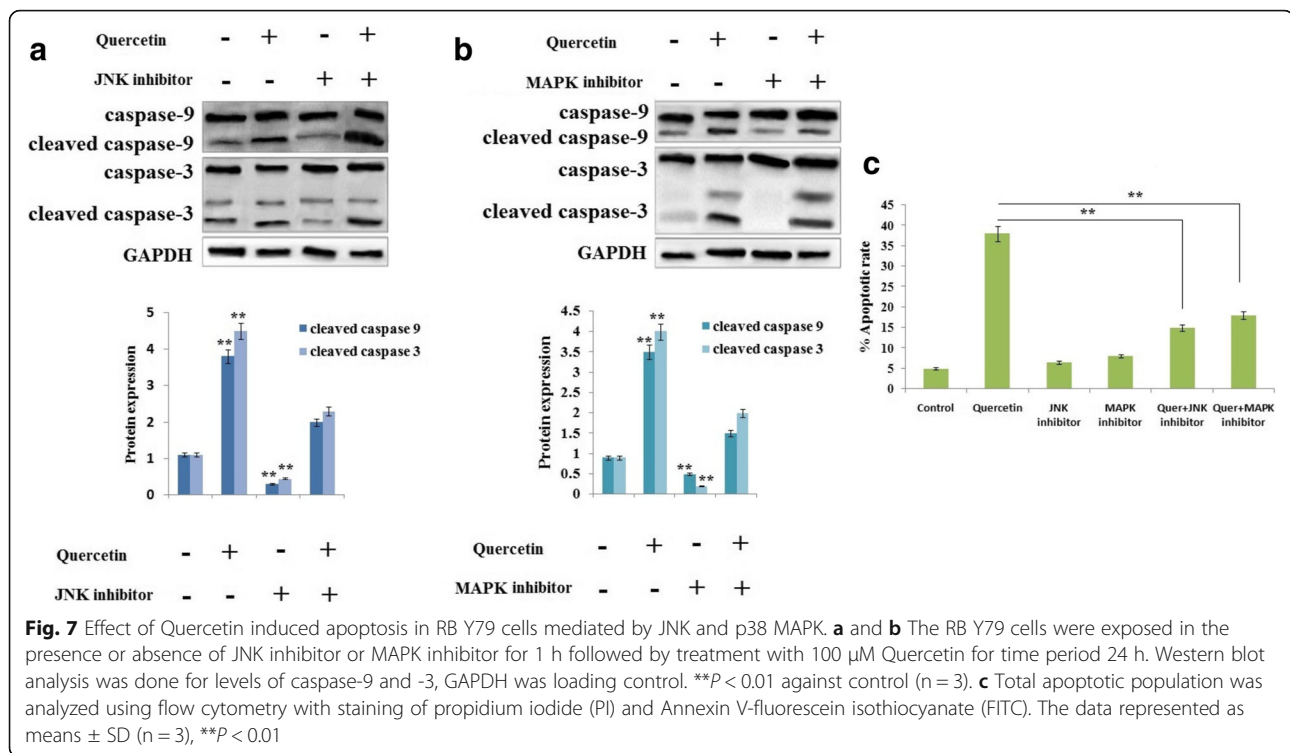 a
Quercetin - + - +
JNK inhibitor - - + +
caspase-9
cleaved caspase-9
caspase-3
cleaved caspase-3
GAPDH
5
4
3
2
1
0
Protein expression
** **
** **
cleaved caspase 9
cleaved caspase 3
Quercetin - + - +
JNK inhibitor - - + +
b
Quercetin - + - +
MAPK inhibitor - - + +
caspase-9
cleaved caspase-9
caspase-3
cleaved caspase-3
GAPDH
4.5
4
3.5
3
2.5
2
1.5
1
0.5
0
Protein expression
** **
** **
cleaved caspase 9
cleaved caspase 3
Quercetin - + - +
MAPK inhibitor - - + +
c
45
40
35
30
25
20
15
10
5
0
% Apoptotic rate
**
**
Control Quercetin JNK MAPK Quer+JNK Quer+MAPK
inhibitor inhibitor inhibitor inhibitor
Fig. 7 Effect of Quercetin induced apoptosis in RB Y79 cells mediated by JNK and p38 MAPK. a and b The RB Y79 cells were exposed in the
presence or absence of JNK inhibitor or MAPK inhibitor for 1 h followed by treatment with 100 μM Quercetin for time period 24 h. Western blot
analysis was done for levels of caspase-9 and -3, GAPDH was loading control. **P < 0.01 against control (n = 3). c Total apoptotic population was
analyzed using flow cytometry with staining of propidium iodide (PI) and Annexin V-fluorescein isothiocyanate (FITC). The data represented as
means ± SD (n = 3), **P < 0.01